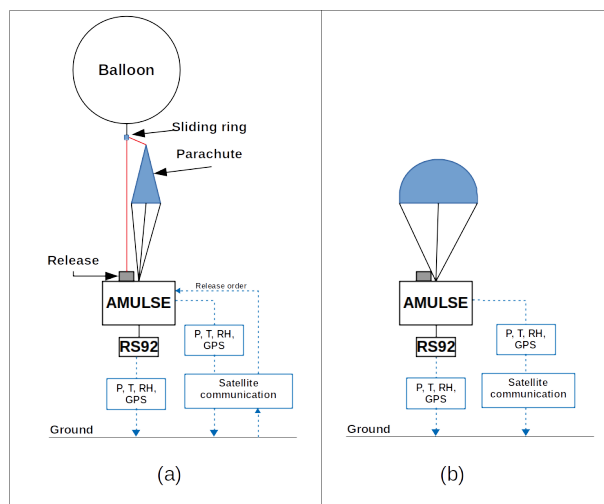 Balloon
Sliding ring
Parachute
Release
Release order
AMULSE
P, T, RH,
GPS
RS92
P, T, RH,
GPS
Satellite
communication
Ground
(a)
AMULSE
P, T, RH,
GPS
RS92
P, T, RH,
GPS
Satellite
communication
Ground
(b)